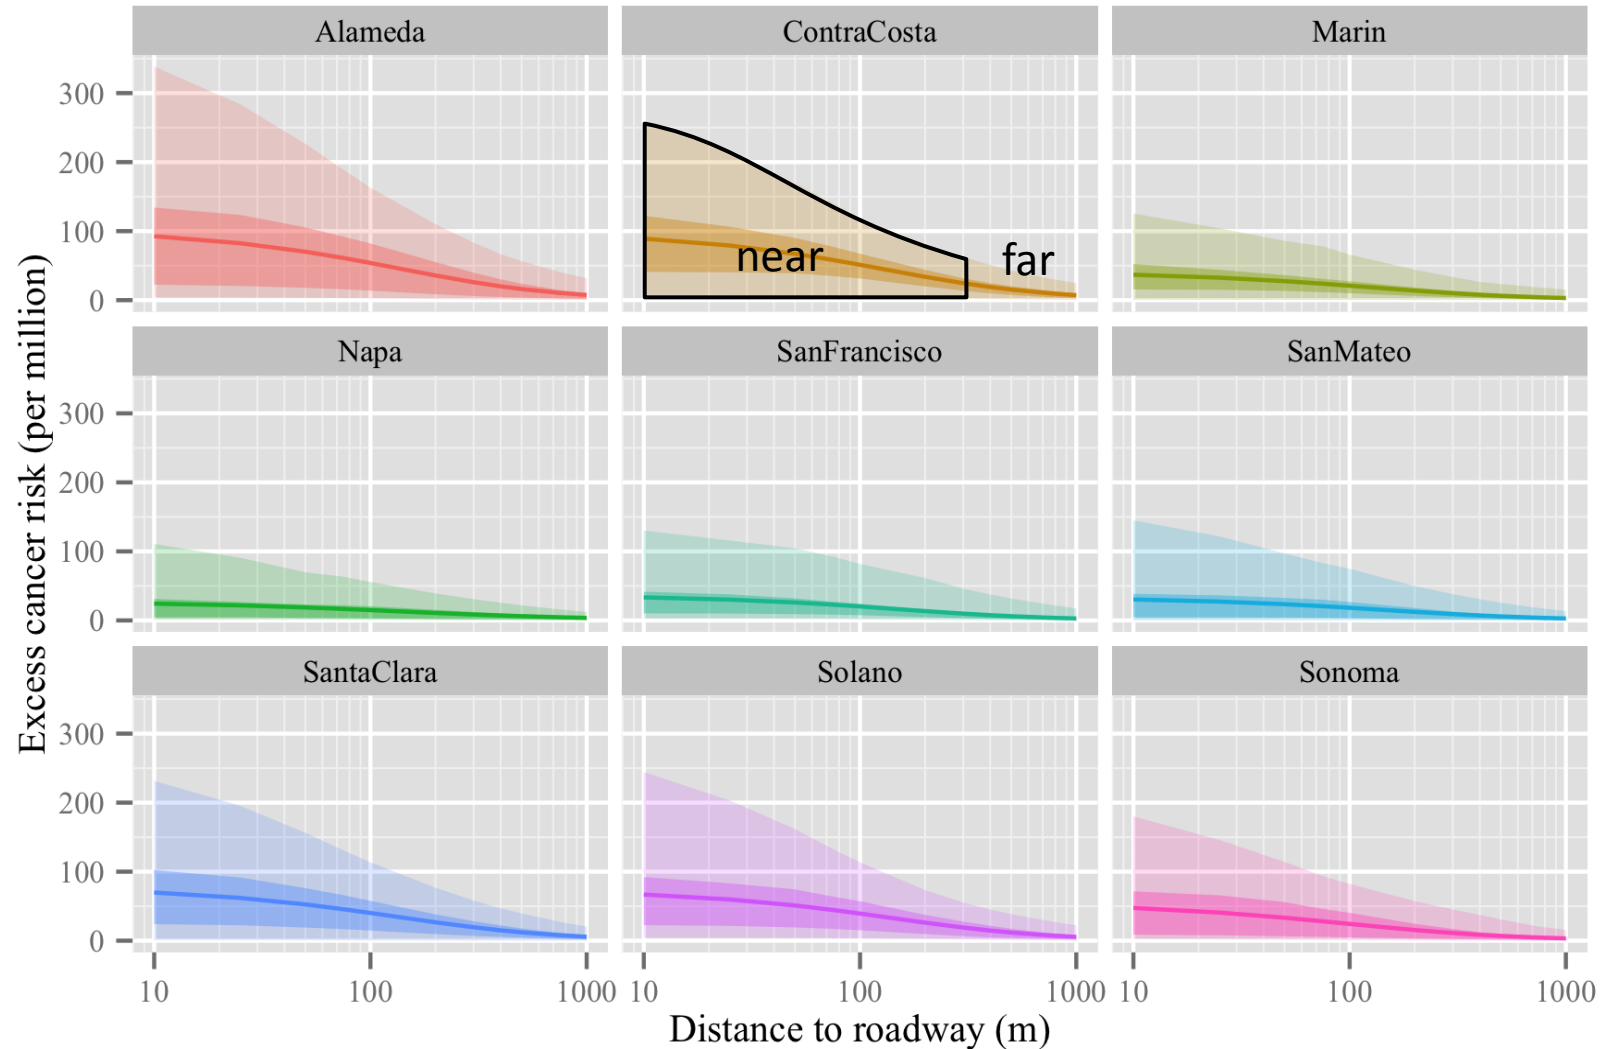 Alameda
ContraCosta
Marin
300
200
100
0
near
far
Napa
SanFrancisco
SanMateo
300
200
100
0
SantaClara
Solano
Sonoma
300
200
100
0
10 100 1000
10 100 1000
10 100 1000
Distance to roadway (m)
Excess cancer risk (per million)